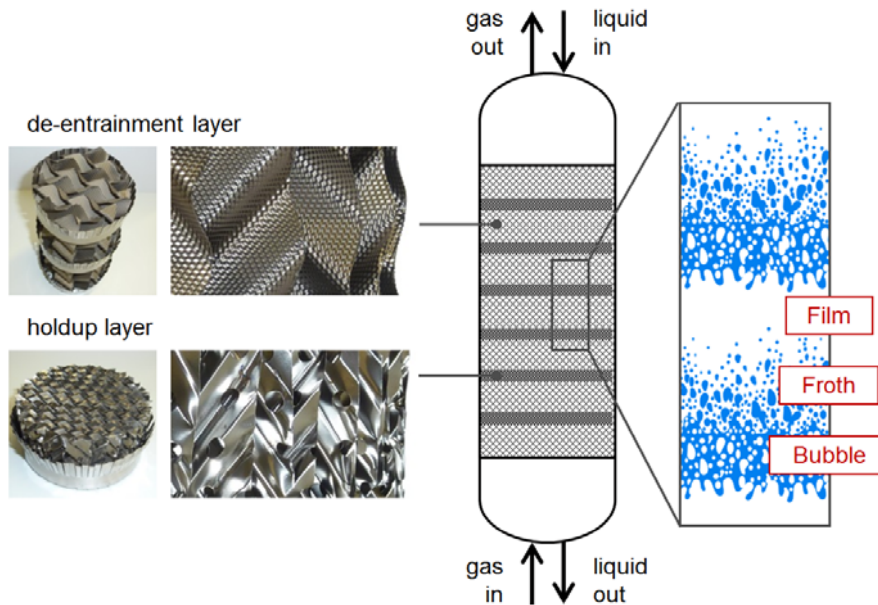 gas
out
liquid
in
de-entrainment layer
holdup layer
Film
Froth
Bubble
gas
in
liquid
out